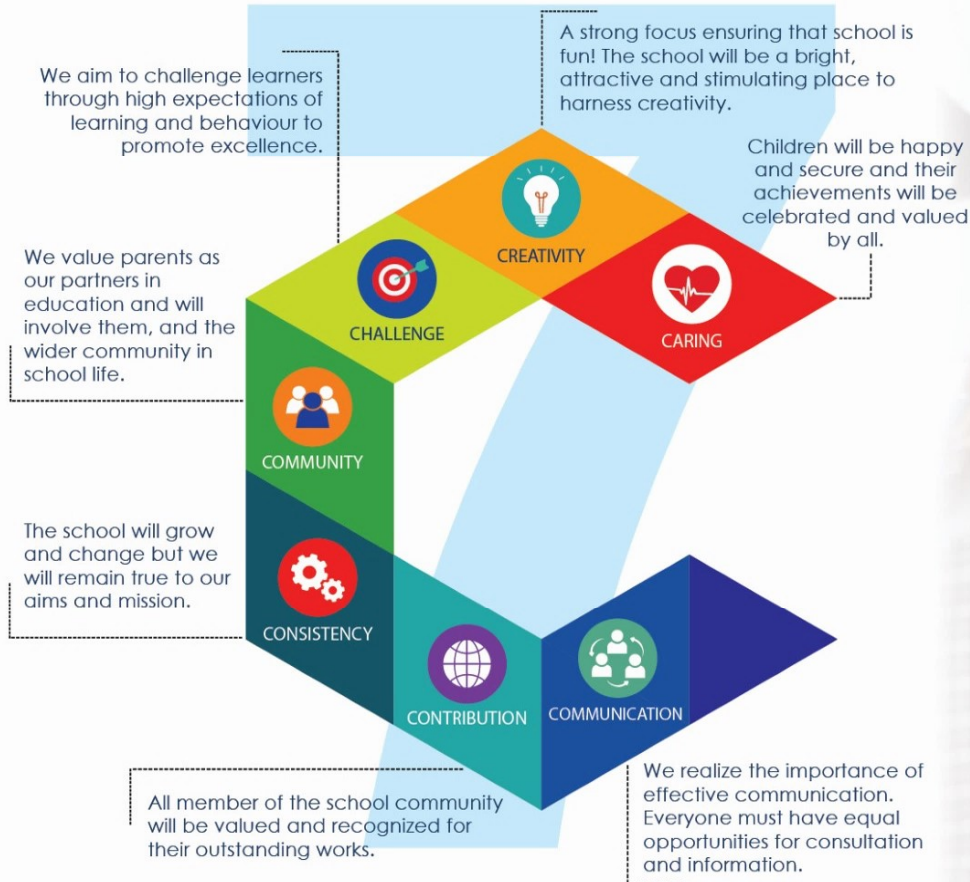 A strong focus ensuring that school is
fun! The school will be a bright,
attractive and stimulating place to
harness creativity.
We aim to challenge learners
through high expectations of
learning and behaviour to
promote excellence.
Children will be happy
and secure and their
achievements will be
celebrated and valued
by all.
CREATIVITY
CHALLENGE
CARING
We value parents as
our partners in
education and will
involve them, and the
wider community in
school life.
COMMUNITY
The school will grow
and change but we
will remain true to our
aims and mission.
CONSISTENCY
CONTRIBUTION
COMMUNICATION
All member of the school community
will be valued and recognized for
their outstanding works.
We realize the importance of
effective communication.
Everyone must have equal
opportunities for consultation
and information.